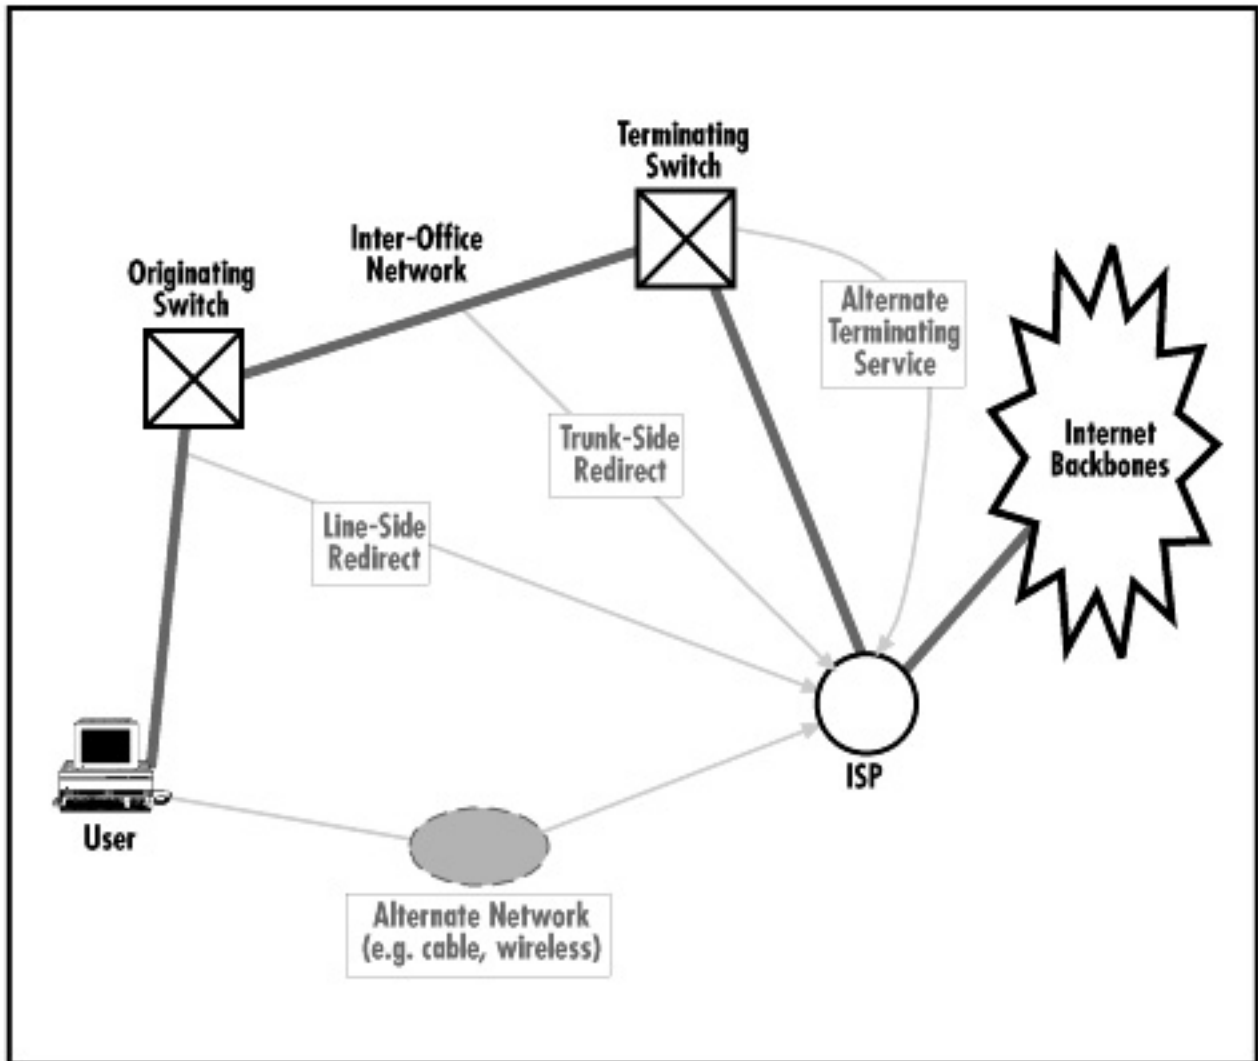 Terminating
Switch
Inter-Office
Network
Originating
Switch
Alternate
Terminating
Service
Trunk-Side
Redirect
Internet
Backbones
Line-Side
Redirect
ISP
User
Alternate Network
(e.g. cable, wireless)